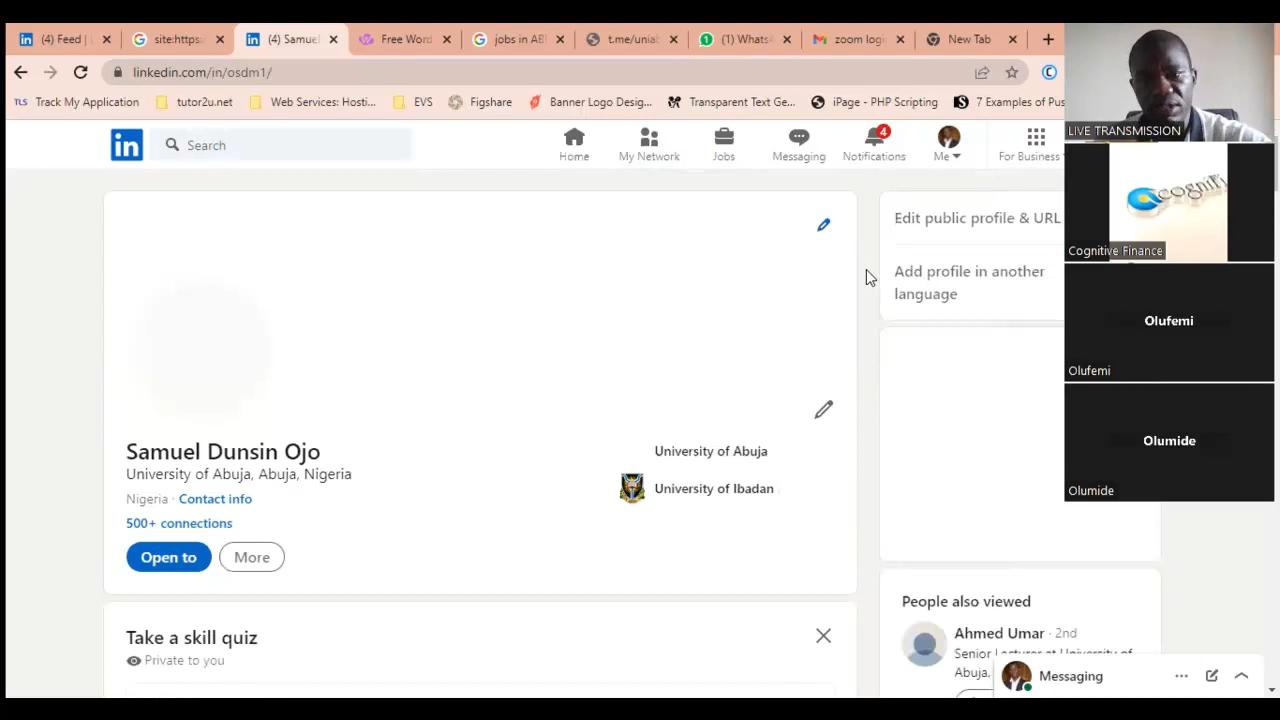 (4) Feed |
site:https:
(4) Samuel
Free Word
jobs in AB
t.me/unial
(1) Whats
zoom logi
New Tab
linkedin.com/in/osdm1/
TLS Track My Application
tutor2u.net
Web Services: Hosti...
EVS
Figshare
Banner Logo Desig...
Transparent Text Ge...
iPage - PHP Scripting
7 Examples of Pus
in
Search
Home
My Network
Jobs
Messaging
4
Notifications
Me
For Business
LIVE TRANSMISSION
Cognitive Finance
Olufemi
Olufemi
Olumide
Olumide
Edit public profile & URL
Add profile in another
language
Samuel Dunsin Ojo
University of Abuja, Abuja, Nigeria
Nigeria · Contact info
500+ connections
Open to
More
University of Abuja
University of Ibadan
Take a skill quiz
Private to you
People also viewed
Ahmed Umar · 2nd
Senior Lecturer at University of
Abuja,
Messaging